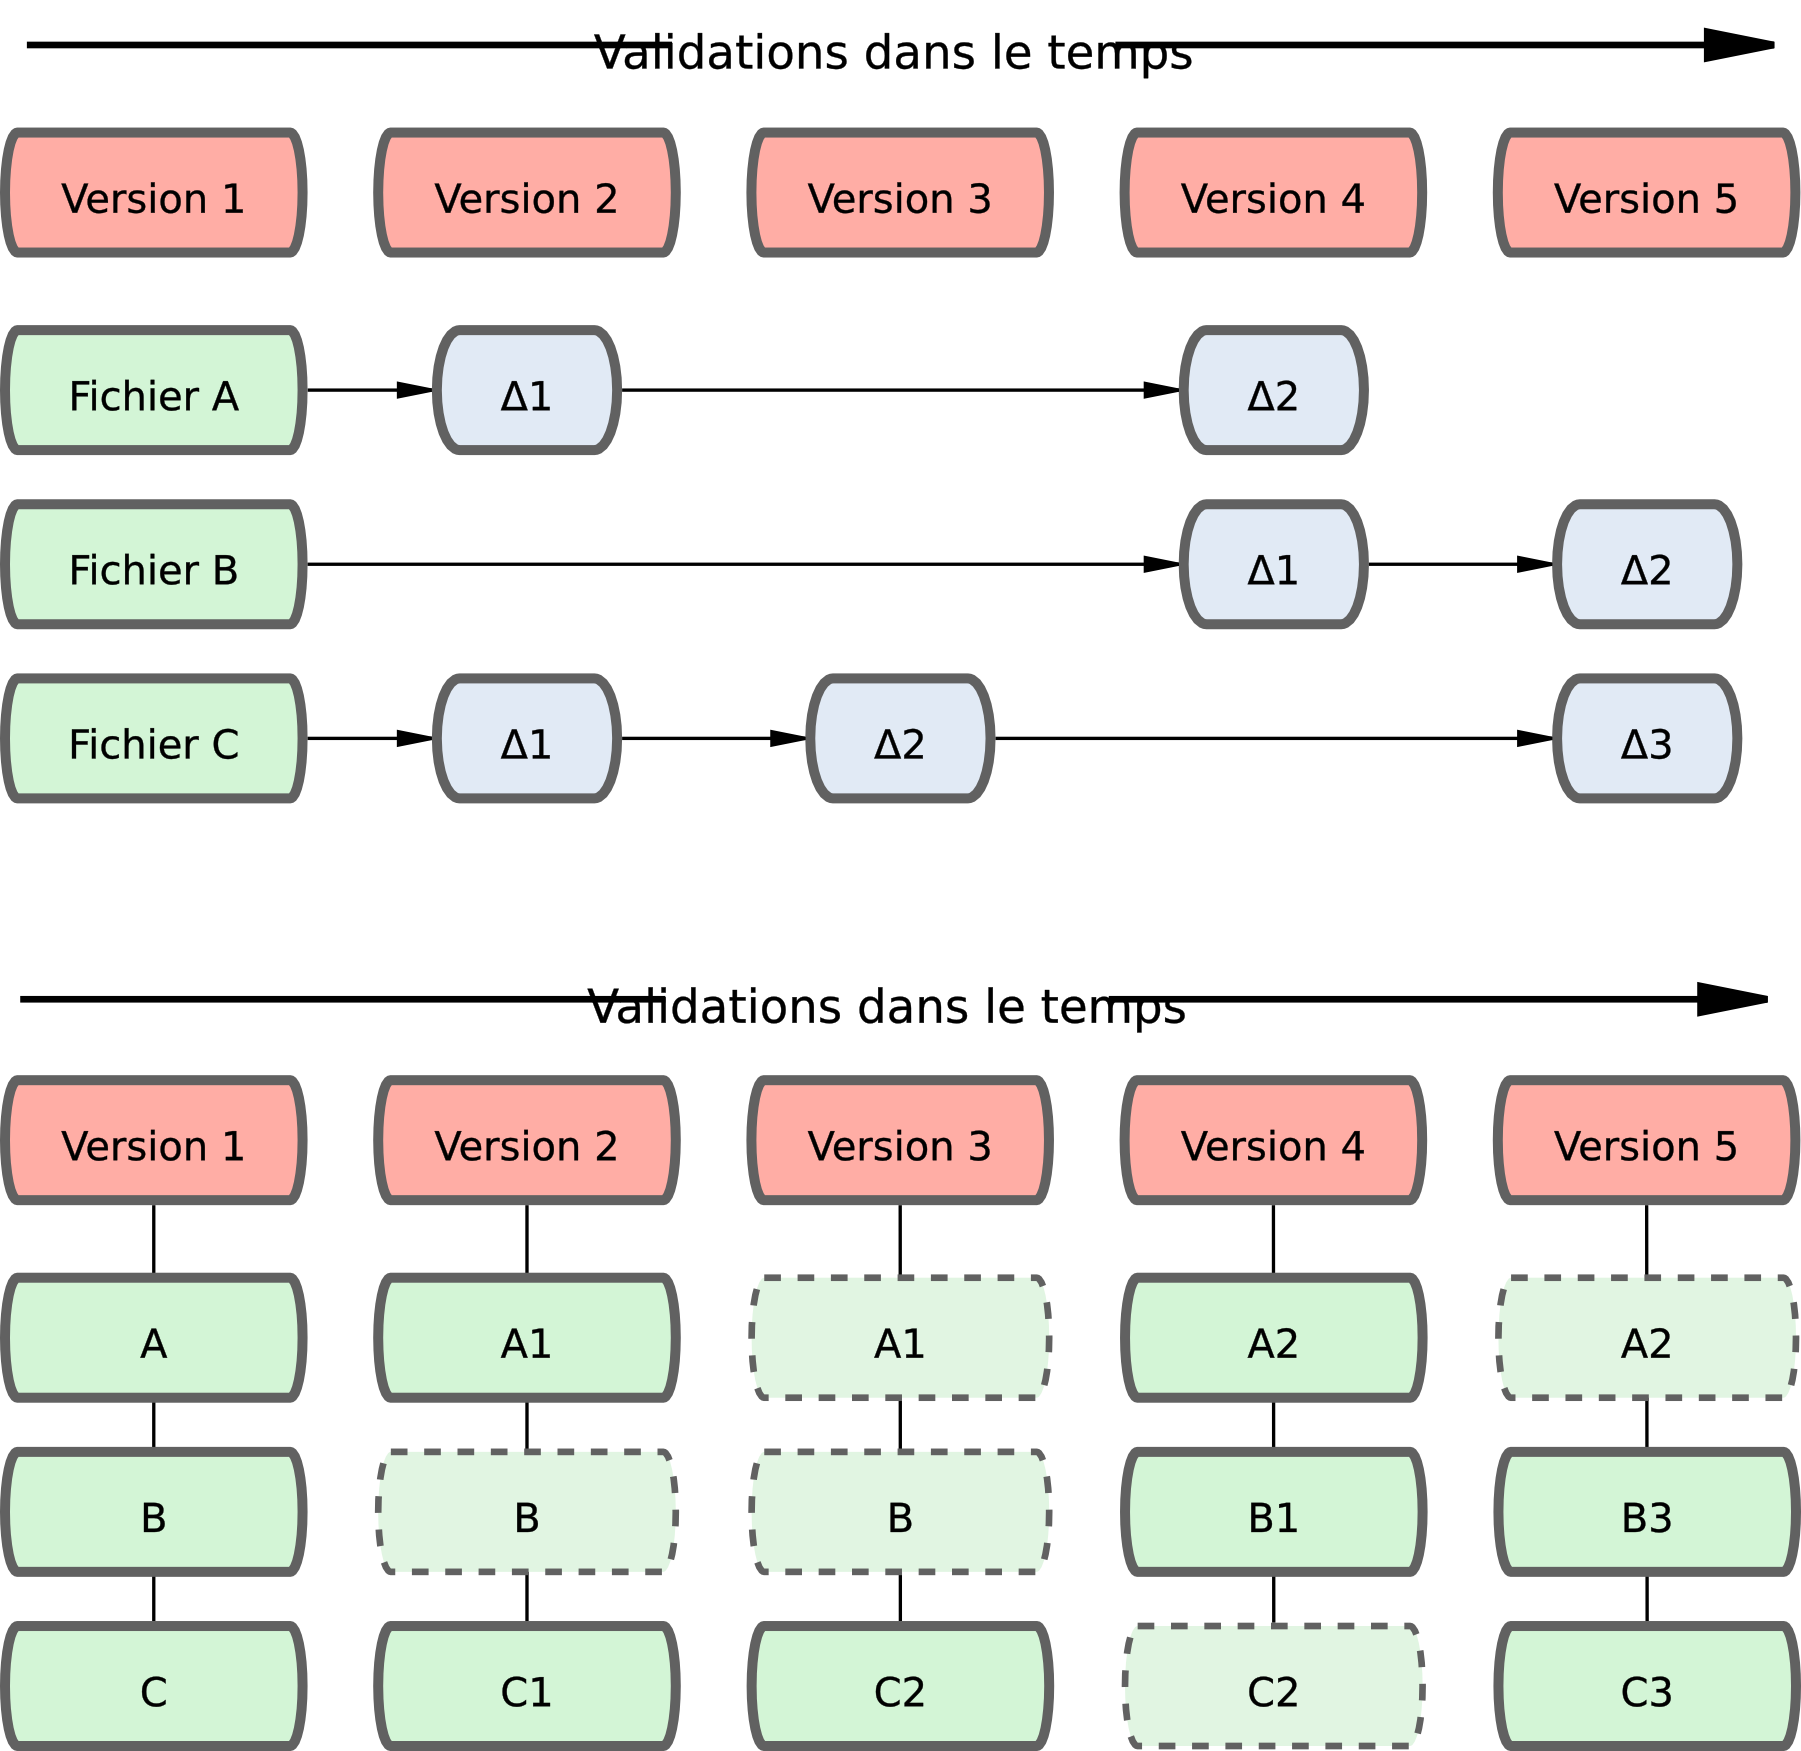 Validations dans le temps
Version 1 Version 2 Version 3 Version 4 Version 5
Fichier A Δ1 Δ2
Fichier B Δ1 Δ2
Fichier C Δ1 Δ2 Δ3
Validations dans le temps
Version 1 Version 2 Version 3 Version 4 Version 5
A A1 A1 A2 A2
B B B B1 B3
C C1 C2 C2 C3